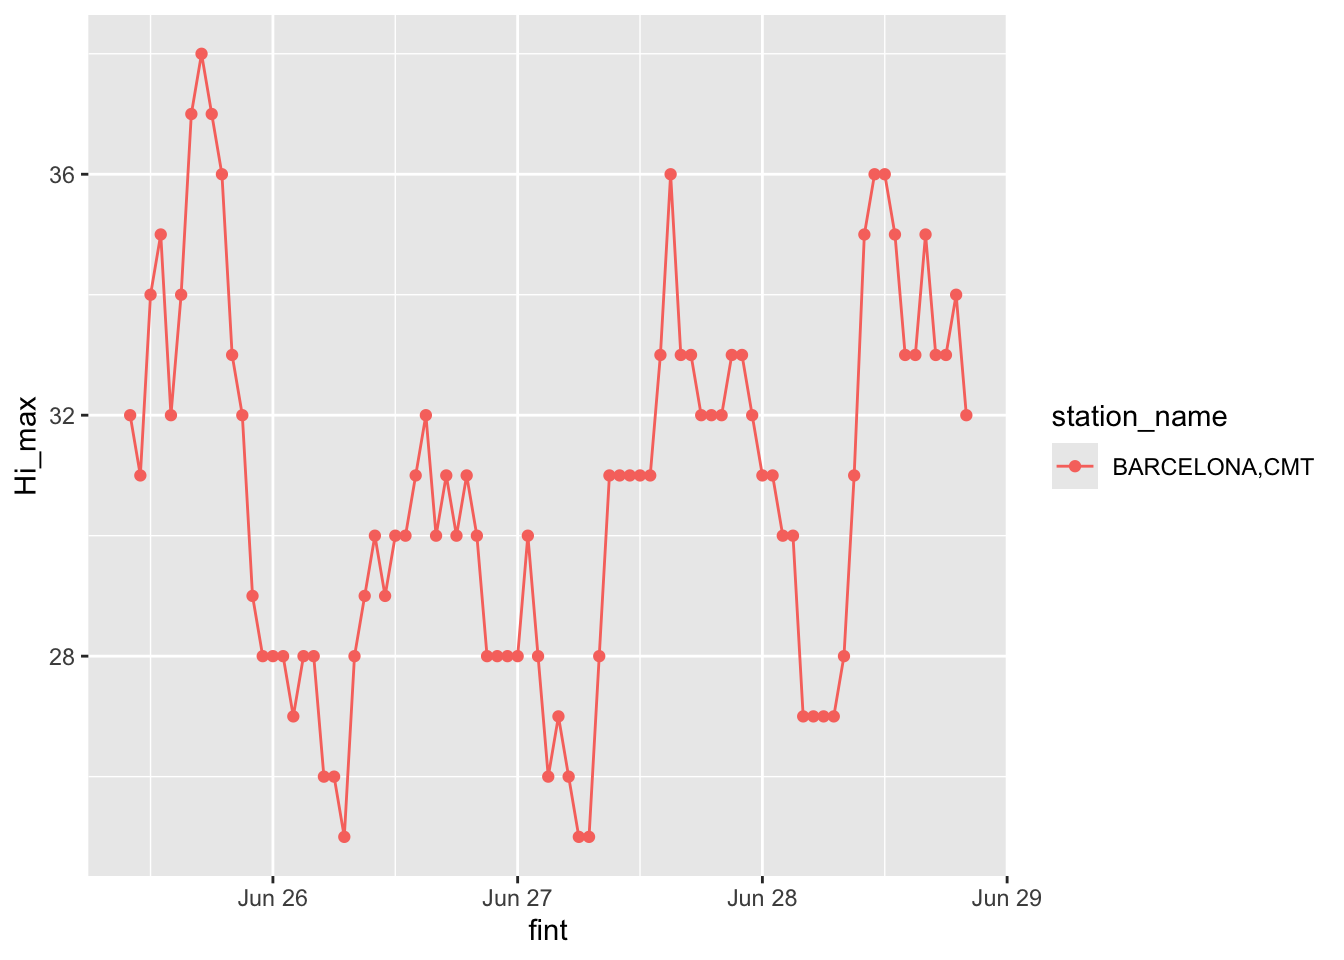 36
32
28
Hi_max
Jun 26
Jun 27
Jun 28
Jun 29
fint
station_name
BARCELONA,CMT